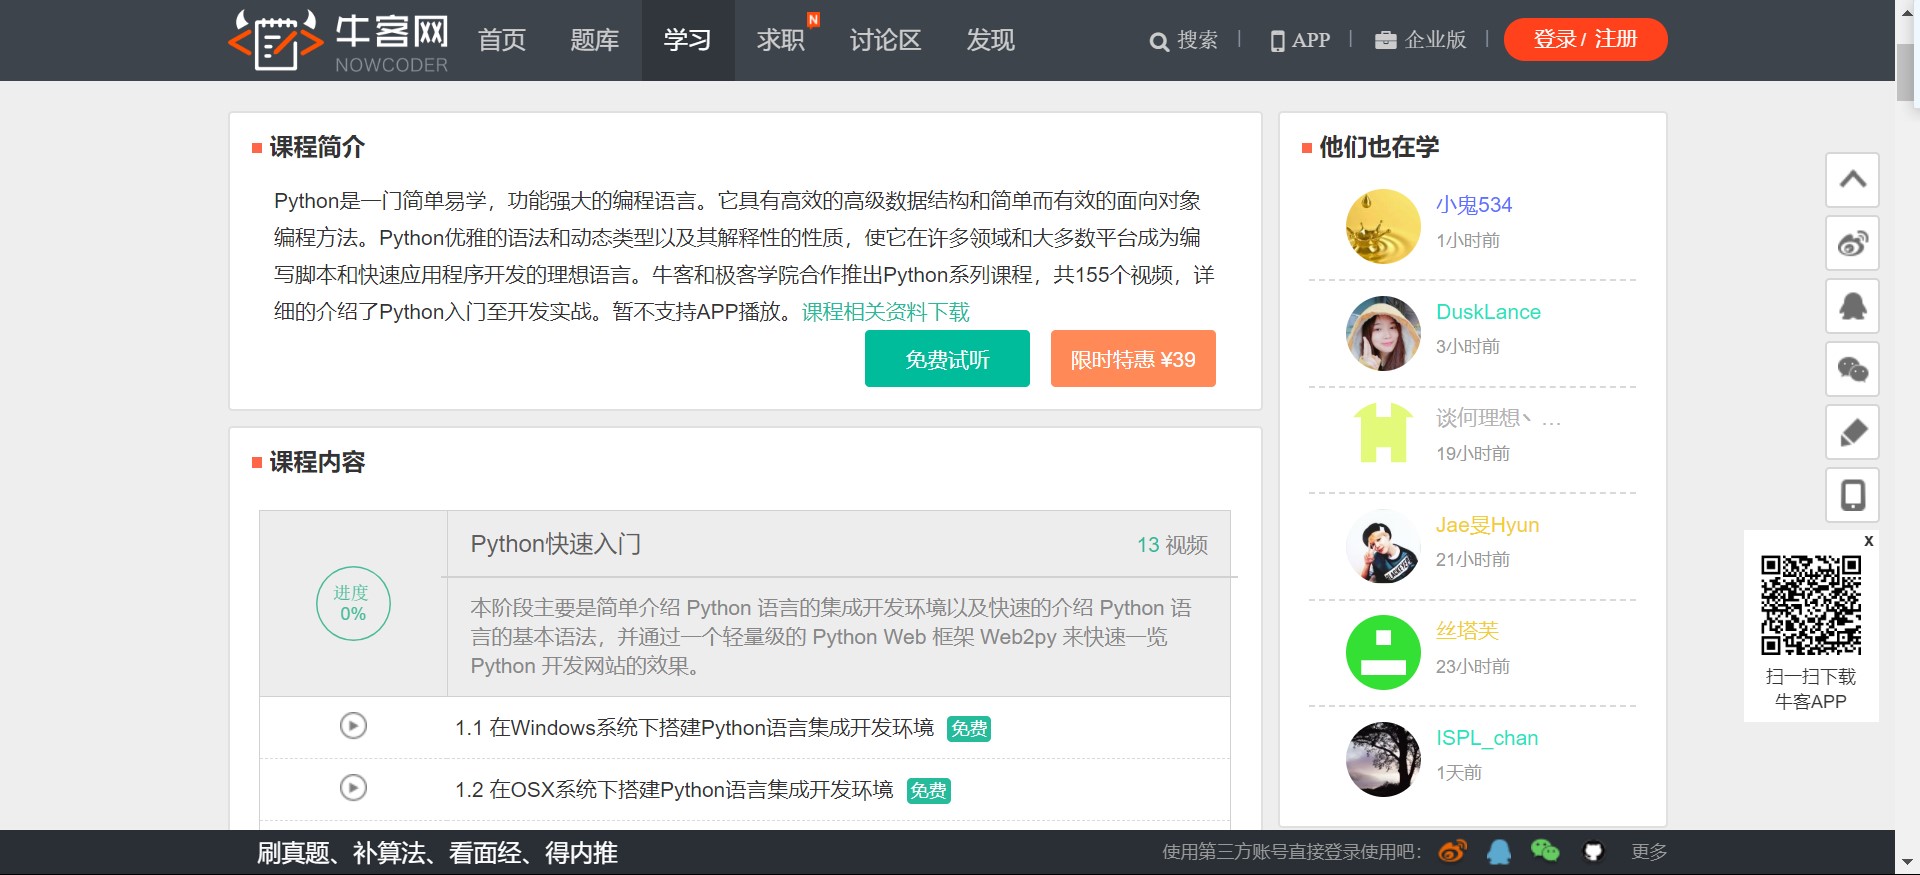 牛客网
NOWCODER
首页
题库
学习
求职
N
讨论区
发现
搜索
APP
企业版
登录 / 注册
课程简介
Python是一门简单易学，功能强大的编程语言。它具有高效的高级数据结构和简单而有效的面向对象
编程方法。Python优雅的语法和动态类型以及其解释性的性质，使它在许多领域和大多数平台成为编
写脚本和快速应用程序开发的理想语言。牛客和极客学院合作推出Python系列课程，共155个视频，详
细的介绍了Python入门至开发实战。暂不支持APP播放。课程相关资料下载
免费试听
限时特惠 ¥39
课程内容
进度
0%
Python快速入门
13 视频
本阶段主要是简单介绍 Python 语言的集成开发环境以及快速的介绍 Python 语
言的基本语法，并通过一个轻量级的 Python Web 框架 Web2py 来快速一览
Python 开发网站的效果。
1.1 在Windows系统下搭建Python语言集成开发环境 免费
1.2 在OSX系统下搭建Python语言集成开发环境 免费
他们也在学
小鬼534
1小时前
DuskLance
3小时前
谈何理想丶 …
19小时前
Jae旻Hyun
21小时前
丝塔芙
23小时前
ISPL_chan
1天前
x
扫一扫下载
牛客APP
刷真题、补算法、看面经、得内推
使用第三方账号直接登录使用吧：
更多